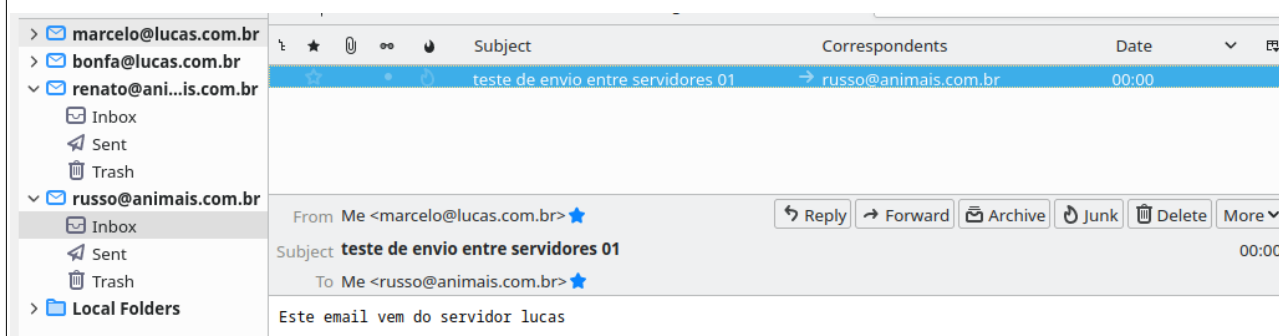 marcelo@lucas.com.br
bonfa@lucas.com.br
renato@ani...is.com.br
Inbox
Sent
Trash
russo@animais.com.br
Inbox
Sent
Trash
Local Folders
Subject Correspondents Date
teste de envio entre servidores 01 → russo@animais.com.br 00:00
From Me <marcelo@lucas.com.br> Reply Forward Archive Junk Delete More
Subject teste de envio entre servidores 01 00:00
To Me <russo@animais.com.br>
Este email vem do servidor lucas